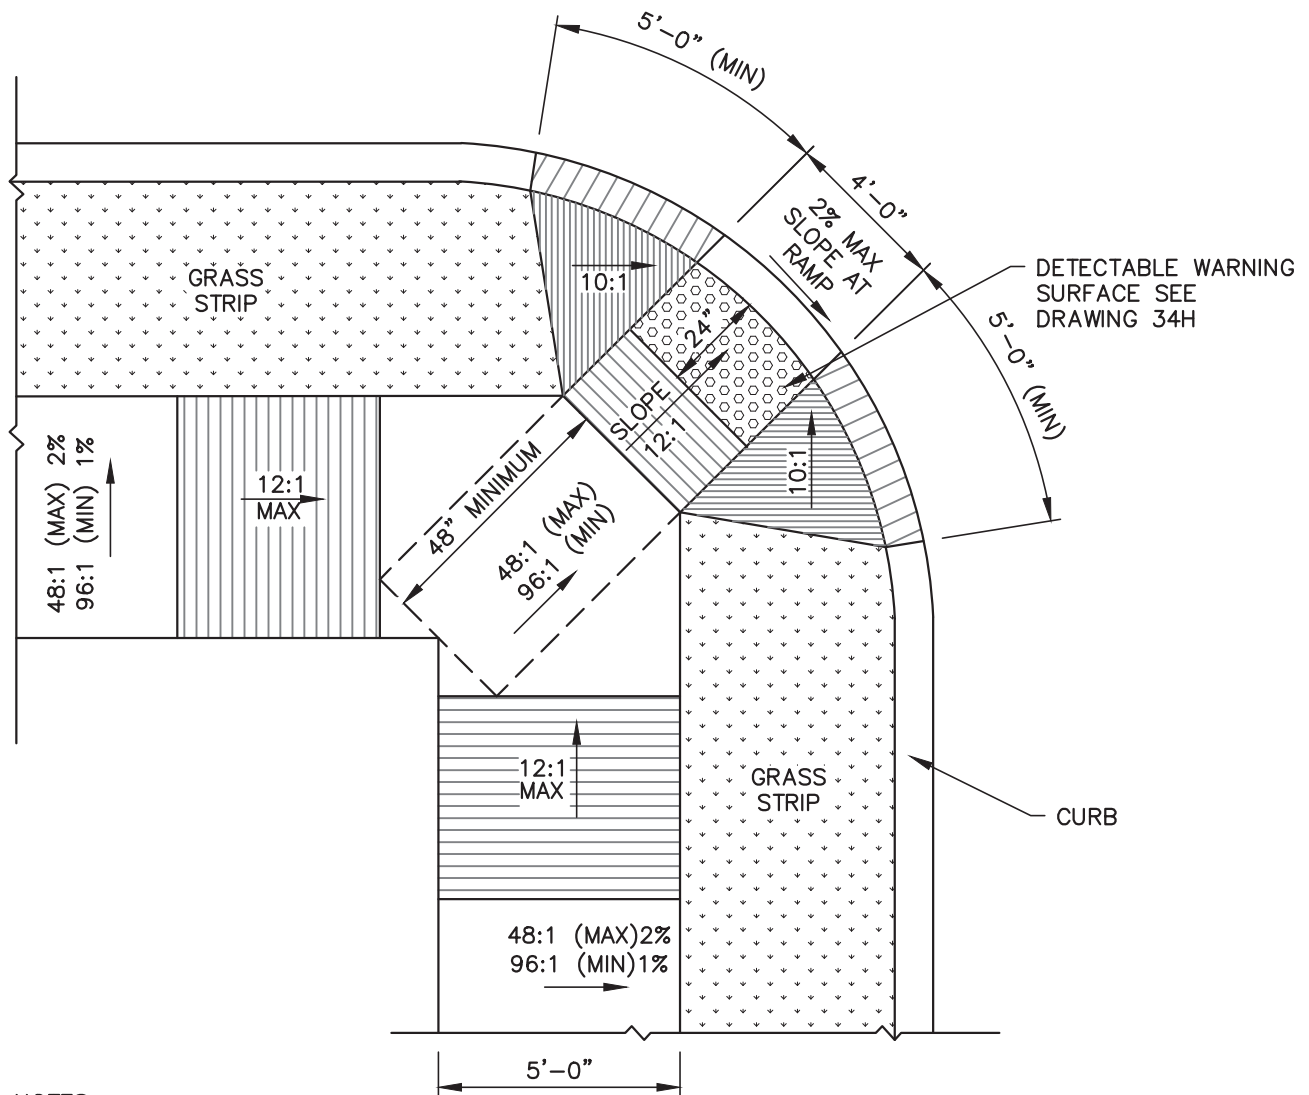 5'-0" (MIN)
4'-0"
2% MAX
SLOPE AT
RAMP
DETECTABLE WARNING
SURFACE SEE
DRAWING 34H
5'-0" (MIN)
GRASS
STRIP
10:1
24"
SLOPE
12:1
10:1
48:1 (MAX) 2%
96:1 (MIN) 1%
12:1
MAX
48" MINIMUM
48:1 (MAX)
96:1 (MIN)
12:1
MAX
GRASS
STRIP
CURB
48:1 (MAX)2%
96:1 (MIN)1%
5'-0"